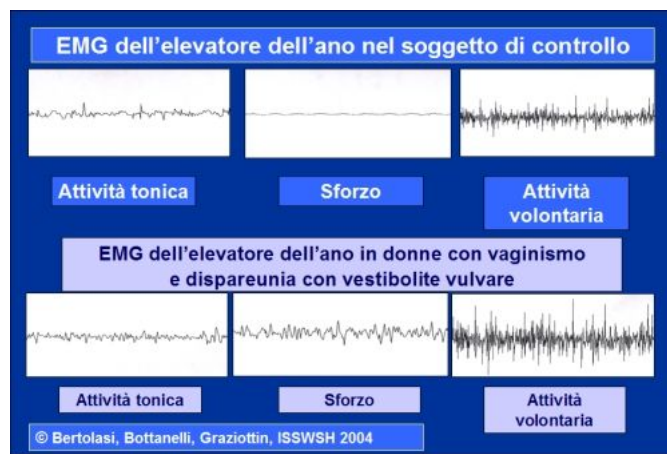 EMG dell'elevatore dell'ano nel soggetto di controllo
Attività tonica
Sforzo
Attività
volontaria
EMG dell'elevatore dell'ano in donne con vaginismo
e dispareunia con vestibolite vulvare
Attività tonica
Sforzo
Attività
volontaria
© Bertolasi, Bottanelli, Graziottin, ISSWSH 2004